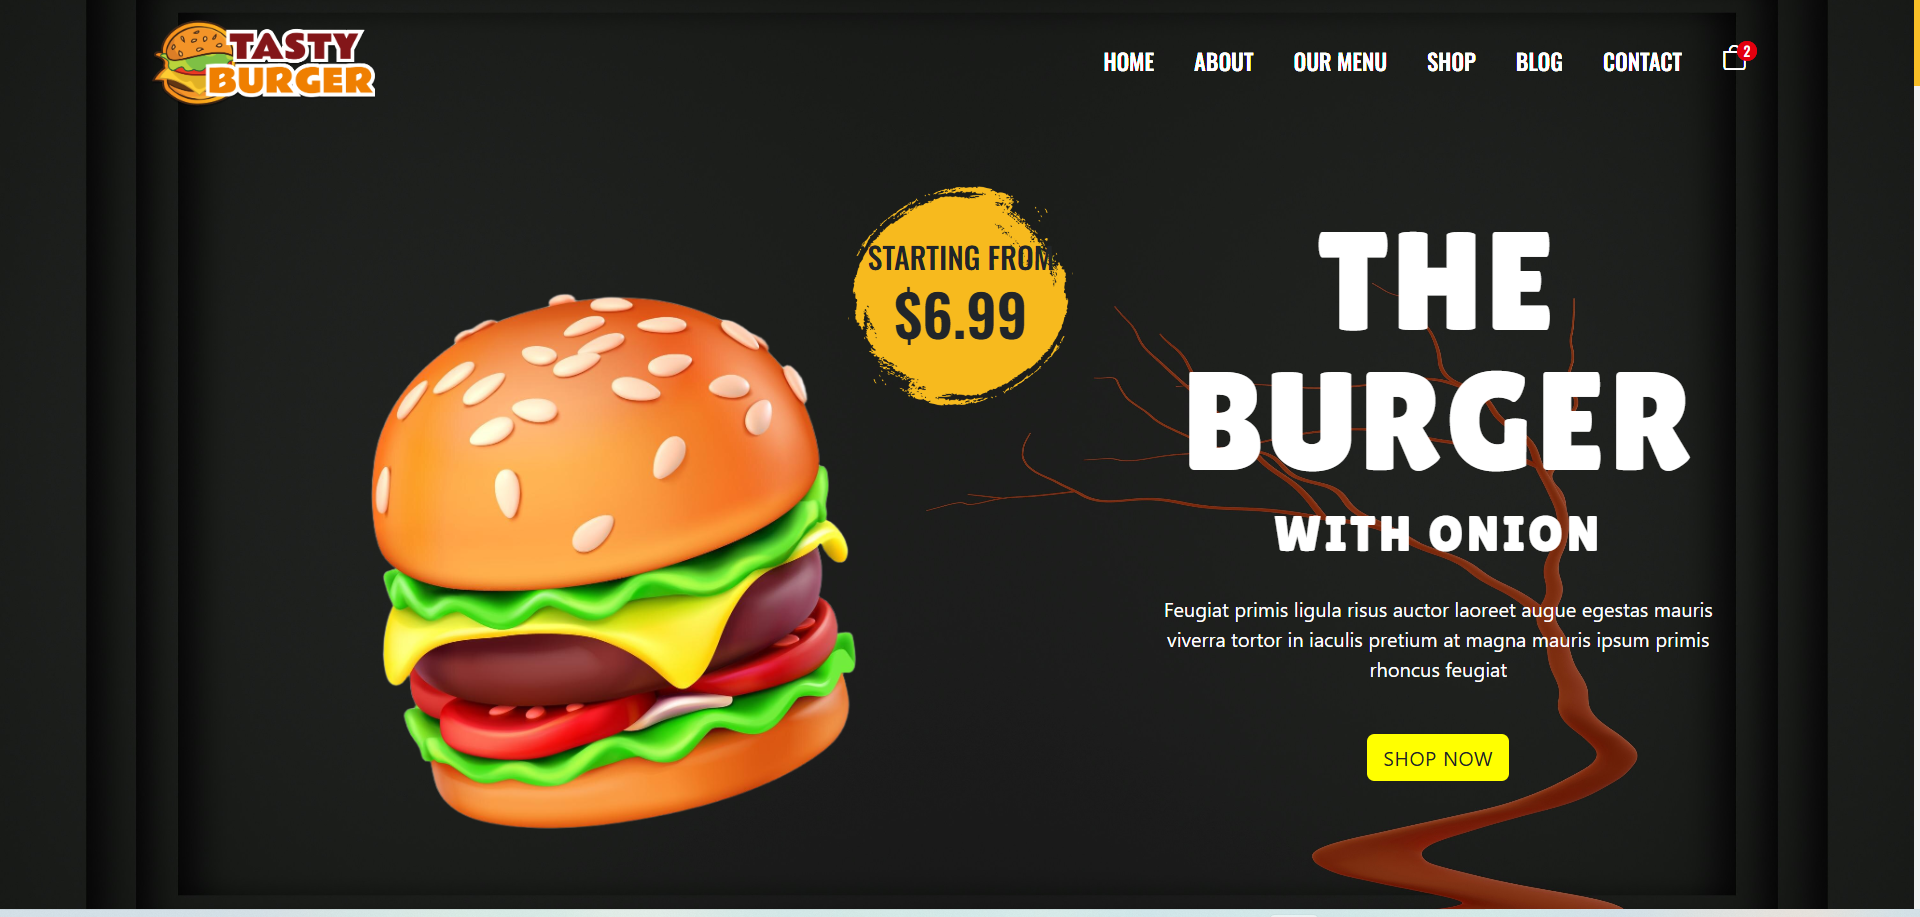 TASTY
BURGER
HOME ABOUT OUR MENU SHOP BLOG CONTACT 2
STARTING FROM
$6.99
THE
BURGER
WITH ONION
Feugiat primis ligula risus auctor laoreet augue egestas mauris
viverra tortor in iaculis pretium at magna mauris ipsum primis
rhoncus feugiat
SHOP NOW